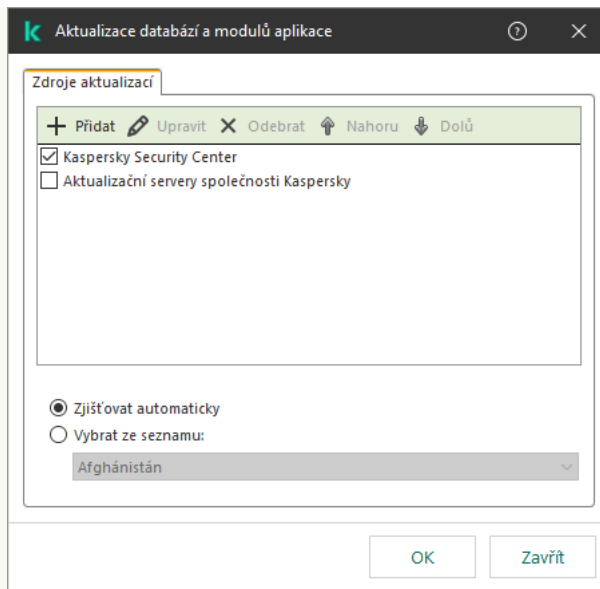 Aktualizace databází a modulů aplikace
Zdroje aktualizací
Přidat Upravit Odebrat Nahoru Dolů
Kaspersky Security Center
Aktualizační servery společnosti Kaspersky
Zjišťovat automaticky
Vybrat ze seznamu:
Afghánistán
OK Zavřít